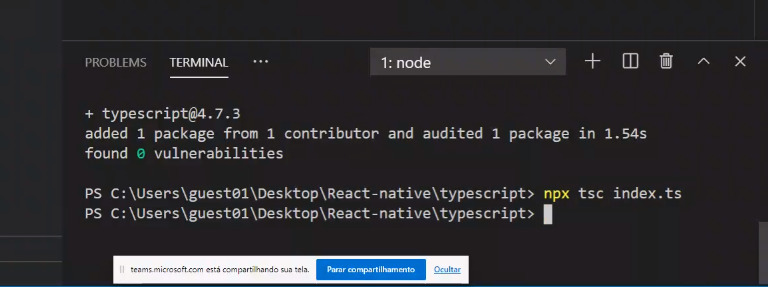 PROBLEMS TERMINAL ··· 1: node
+ typescript@4.7.3
added 1 package from 1 contributor and audited 1 package in 1.54s
found 0 vulnerabilities
PS C:\Users\guest01\Desktop\React-native\typescript> npx tsc index.ts
PS C:\Users\guest01\Desktop\React-native\typescript>
teams.microsoft.com está compartilhando sua tela. Parar compartilhamento Ocultar